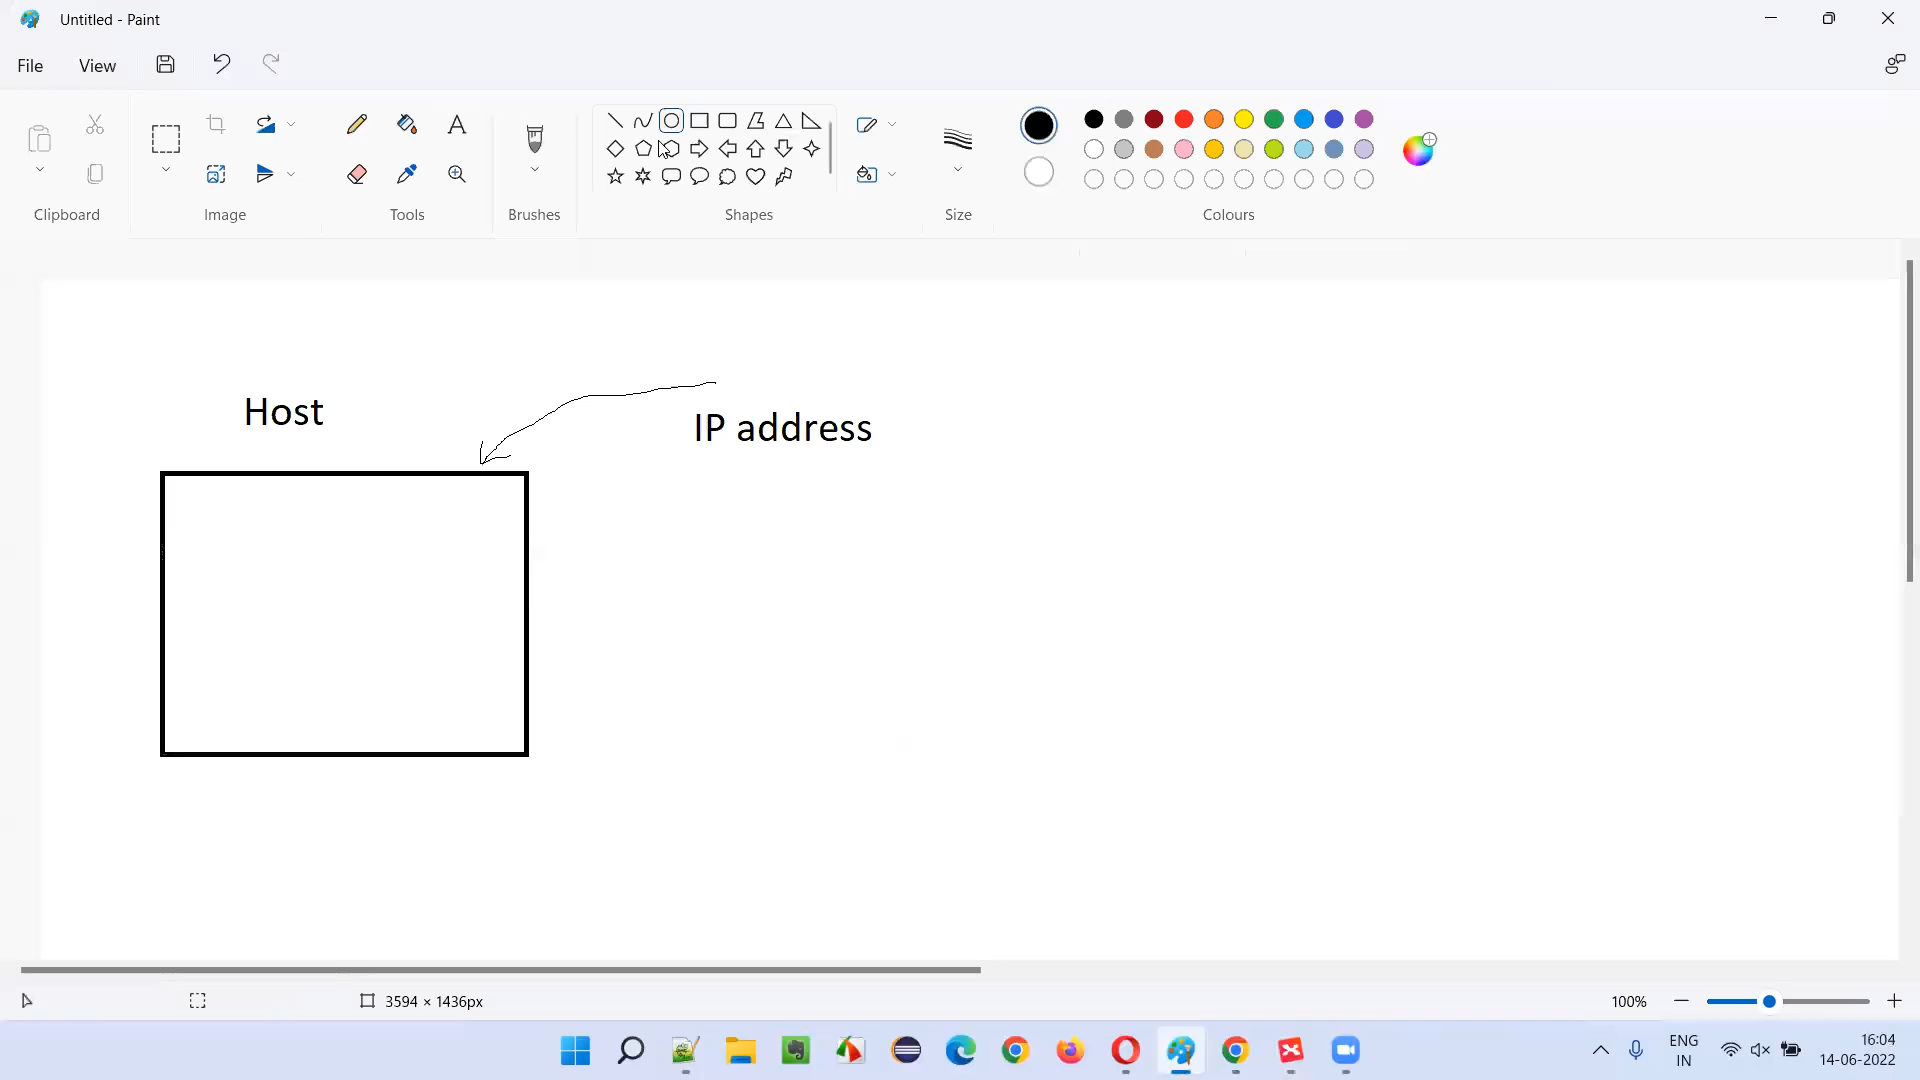 Untitled - Paint
File View
Clipboard Image Tools Brushes Shapes Size Colours
Host
IP address
3594 × 1436px
100%
ENG
IN
16:04
14-06-2022